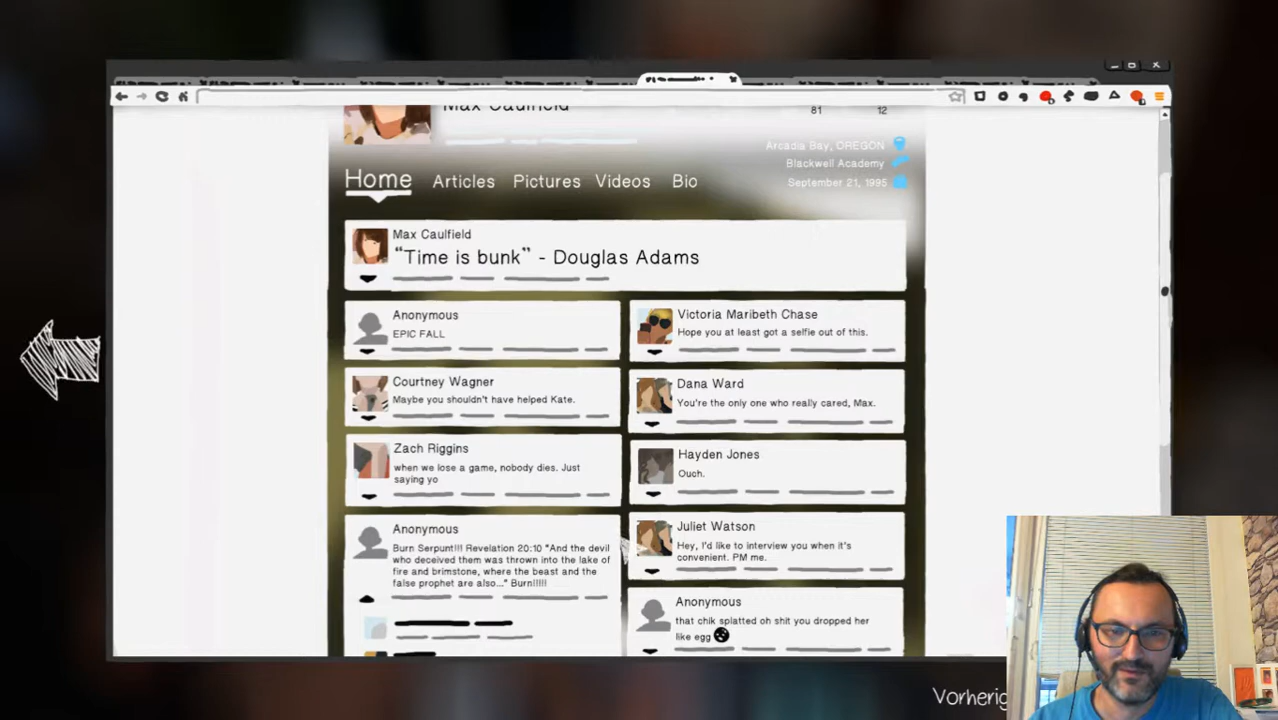 Max Caulfield
81
12
Arcadia Bay, OREGON
Blackwell Academy
September 21, 1995
Home Articles Pictures Videos Bio
Max Caulfield
“Time is bunk” - Douglas Adams
Anonymous
EPIC FALL
Courtney Wagner
Maybe you shouldn't have helped Kate.
Zach Riggins
when we lose a game, nobody dies. Just
saying yo
Anonymous
Burn Serpunt!!! Revelation 20:10 "And the devil
who deceived them was thrown into the lake of
fire and brimstone, where the beast and the
false prophet are also..." Burn!!!!!
Victoria Maribeth Chase
Hope you at least got a selfie out of this.
Dana Ward
You're the only one who really cared, Max.
Hayden Jones
Ouch.
Juliet Watson
Hey, I'd like to interview you when it's
convenient. PM me.
Anonymous
that chik splatted oh shit you dropped her
like egg